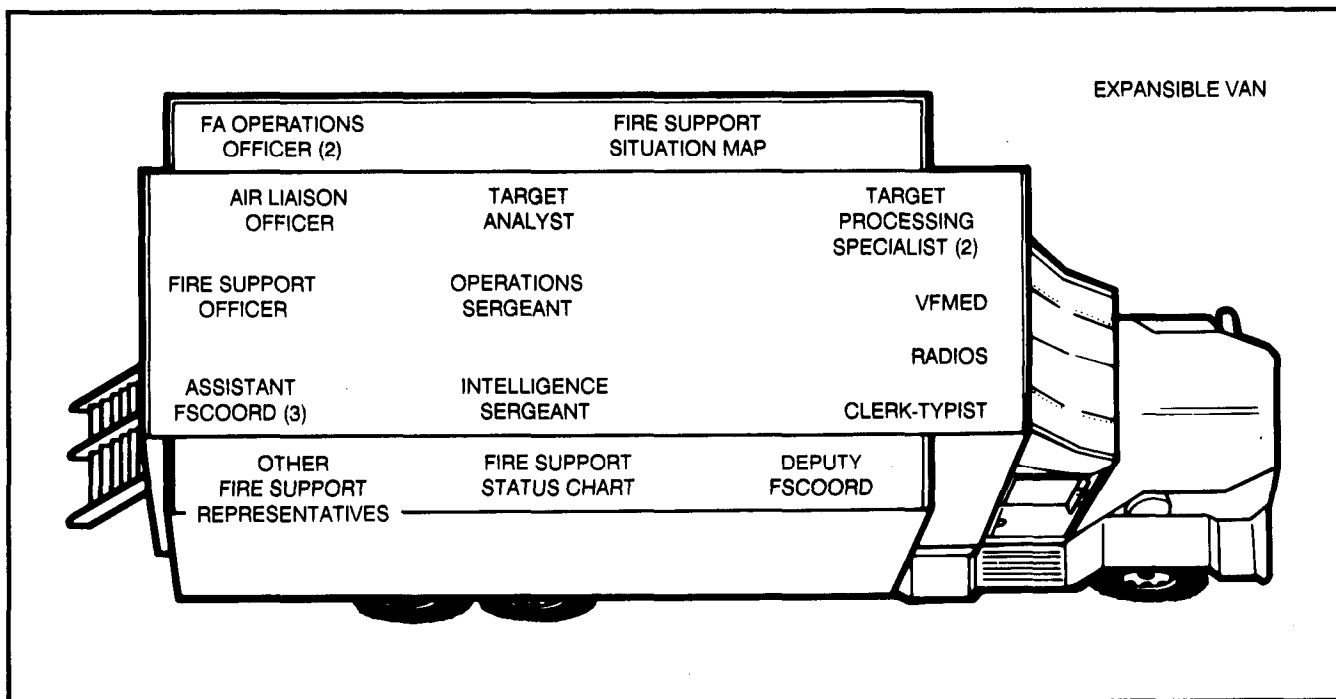 EXPANSIBLE VAN
FA OPERATIONS
OFFICER (2)
FIRE SUPPORT
SITUATION MAP
AIR LIAISON
OFFICER
TARGET
ANALYST
TARGET
PROCESSING
SPECIALIST (2)
FIRE SUPPORT
OFFICER
OPERATIONS
SERGEANT
VFMED
RADIOS
ASSISTANT
FSCOORD (3)
INTELLIGENCE
SERGEANT
CLERK-TYPIST
OTHER
FIRE SUPPORT
REPRESENTATIVES
FIRE SUPPORT
STATUS CHART
DEPUTY
FSCOORD